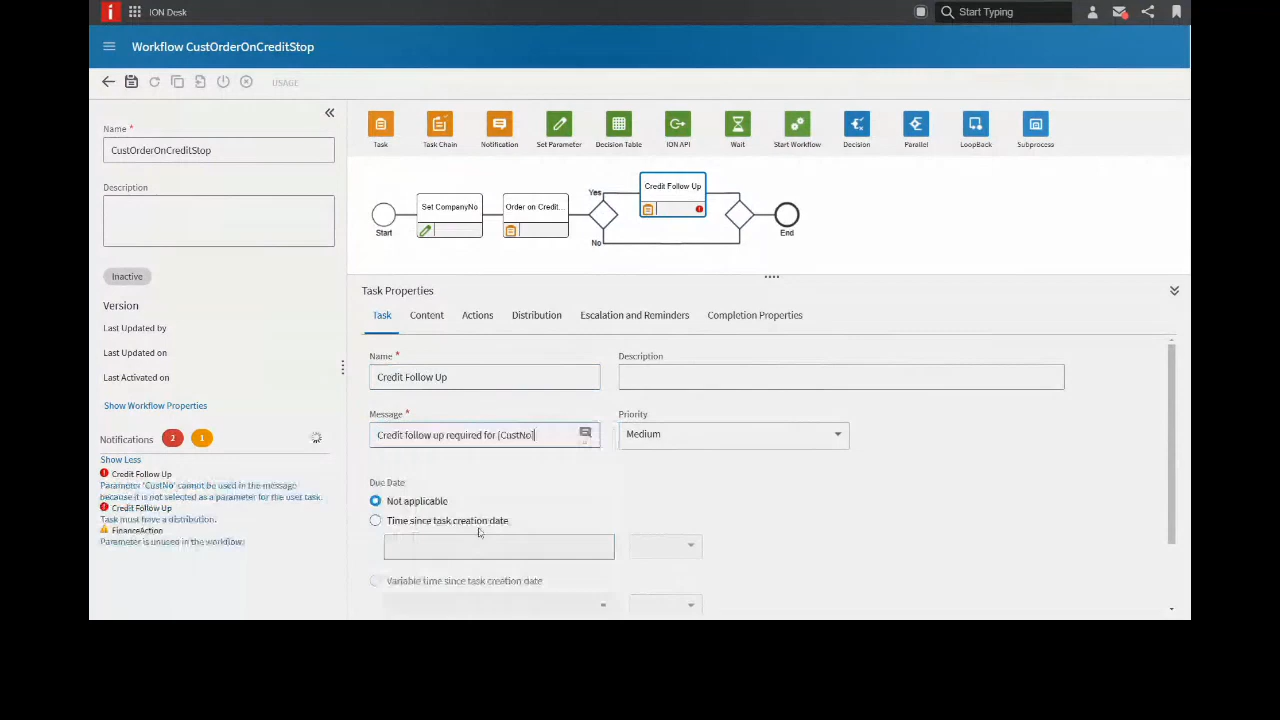 i ION Desk Start Typing
Workflow CustOrderOnCreditStop
USAGE
Name *
CustOrderOnCreditStop
Description
Inactive
Version
Last Updated by
Last Updated on
Last Activated on
Show Workflow Properties
Notifications 2 1
Show Less
Credit Follow Up
Parameter 'CustNo' cannot be used in the message
because it is not selected as a parameter for the user task.
Credit Follow Up
Task must have a distribution.
FinanceAction
Parameter is unused in the workflow.
Task Task Chain Notification Set Parameter Decision Table ION API Wait Start Workflow Decision Parallel LoopBack Subprocess
Start
Set CompanyNo
Order on Credit...
Yes
No
Credit Follow Up
End
Task Properties
Task Content Actions Distribution Escalation and Reminders Completion Properties
Name * Description
Credit Follow Up
Message * Priority
Credit follow up required for [CustNo] Medium
Due Date
Not applicable
Time since task creation date
Variable time since task creation date